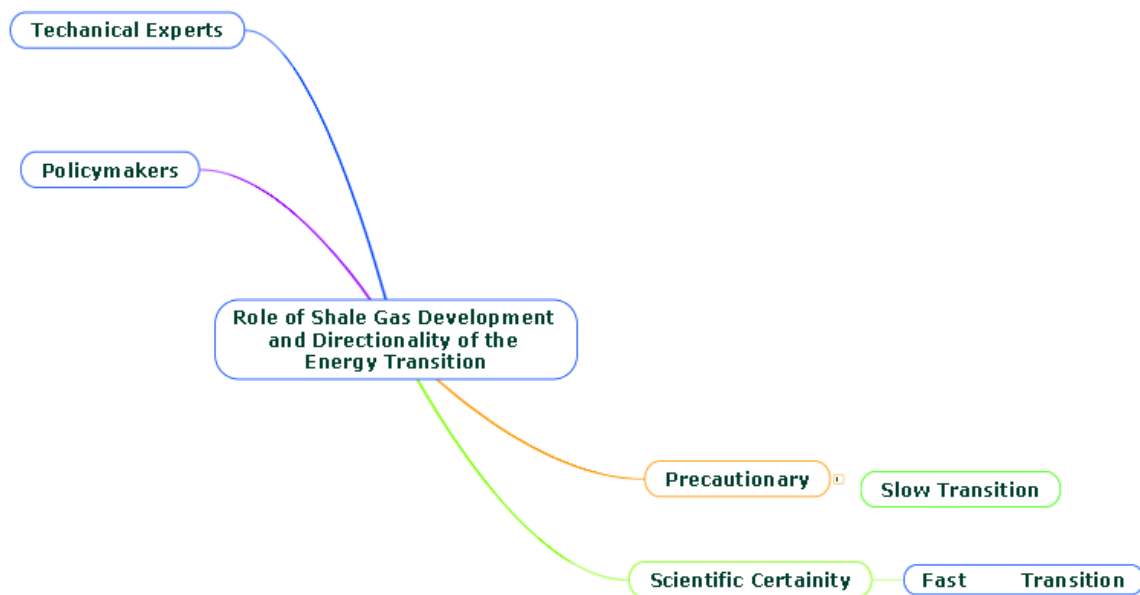 Techanical Experts
Policymakers
Role of Shale Gas Development
and Directionality of the
Energy Transition
Precautionary
Slow Transition
Scientific Certainity
Fast Transition